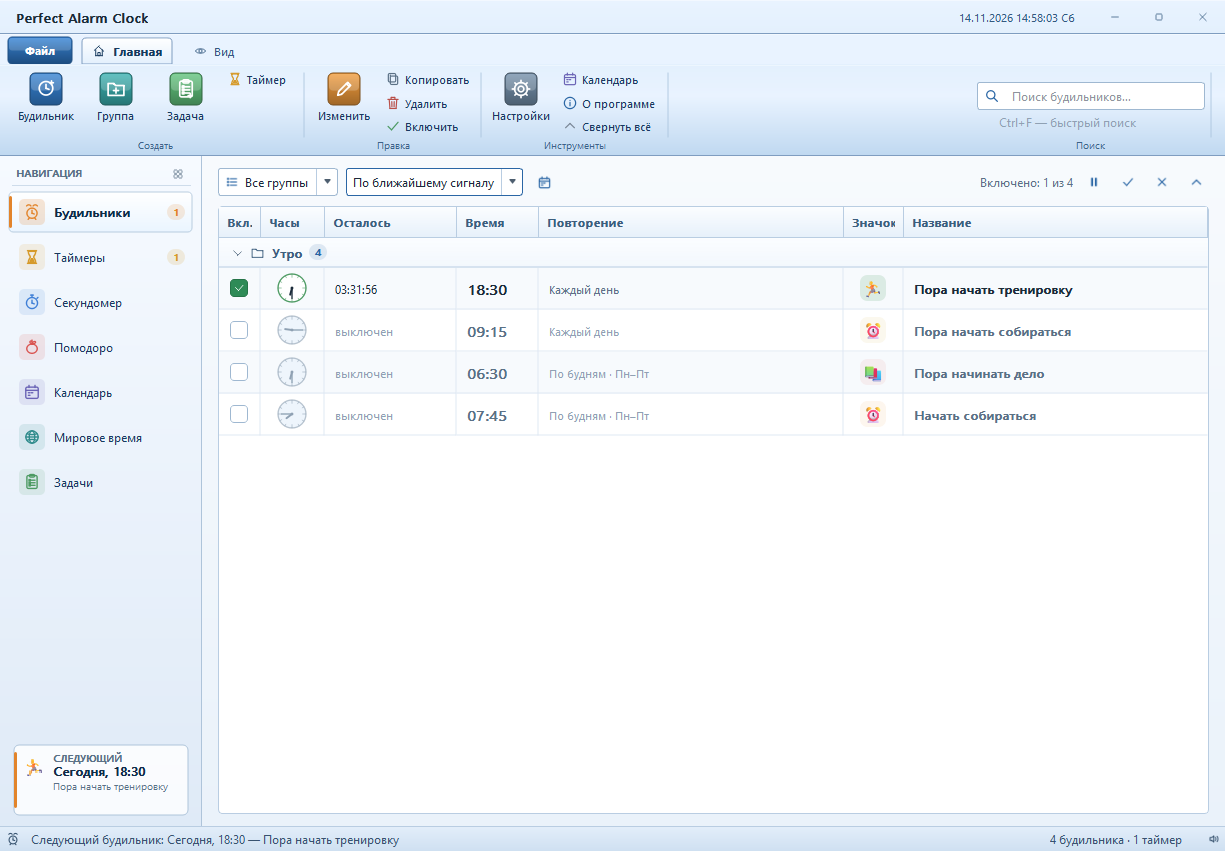 Perfect Alarm Clock
14.11.2026 14:58:03 Сб
Файл
Главная
Вид
Будильник
Группа
Задача
Таймер
Создать
Изменить
Копировать
Удалить
Включить
Правка
Настройки
Календарь
О программе
Свернуть всё
Инструменты
Поиск будильников...
Ctrl+F — быстрый поиск
Поиск
НАВИГАЦИЯ
Будильники 1
Таймеры 1
Секундомер
Помодоро
Календарь
Мировое время
Задачи
СЛЕДУЮЩИЙ
Сегодня, 18:30
Пора начать тренировку
Все группы
По ближайшему сигналу
Включено: 1 из 4
Вкл. Часы Осталось Время Повторение Значок Название
Утро 4
03:31:56 18:30 Каждый день Пора начать тренировку
выключен 09:15 Каждый день Пора начать собираться
выключен 06:30 По будням · Пн–Пт Пора начинать дело
выключен 07:45 По будням · Пн–Пт Начать собираться
Следующий будильник: Сегодня, 18:30 — Пора начать тренировку
4 будильника · 1 таймер